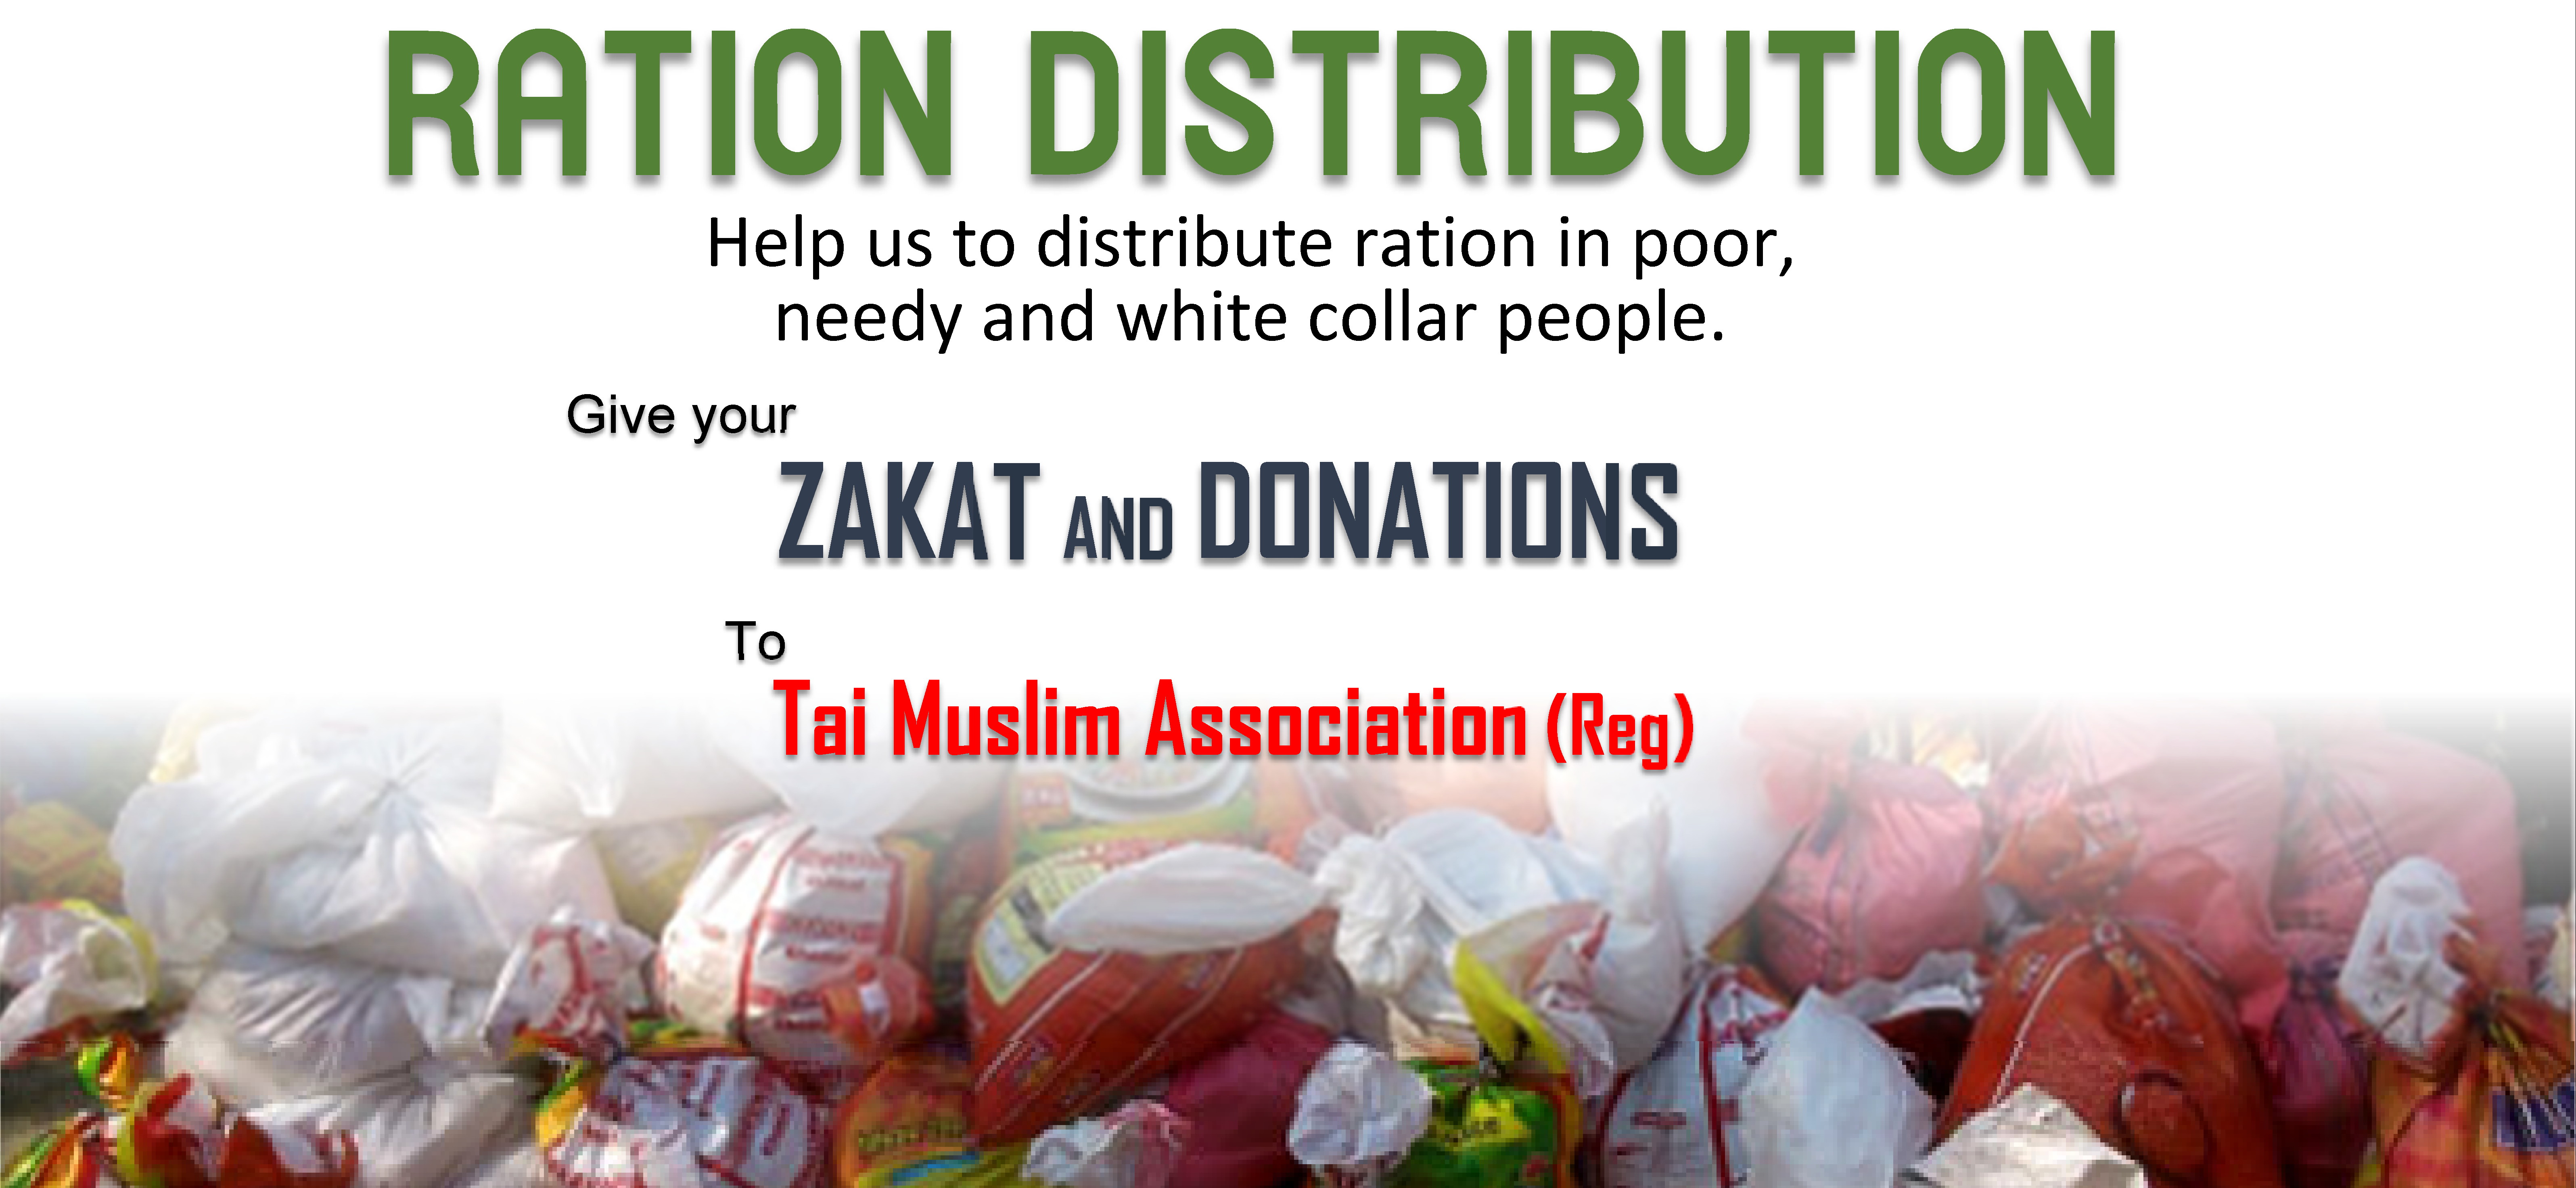 RATION DISTRIBUTION
Help us to distribute ration in poor,
needy and white collar people.
Give your
ZAKAT AND DONATIONS
To
Tai Muslim Association (Reg)